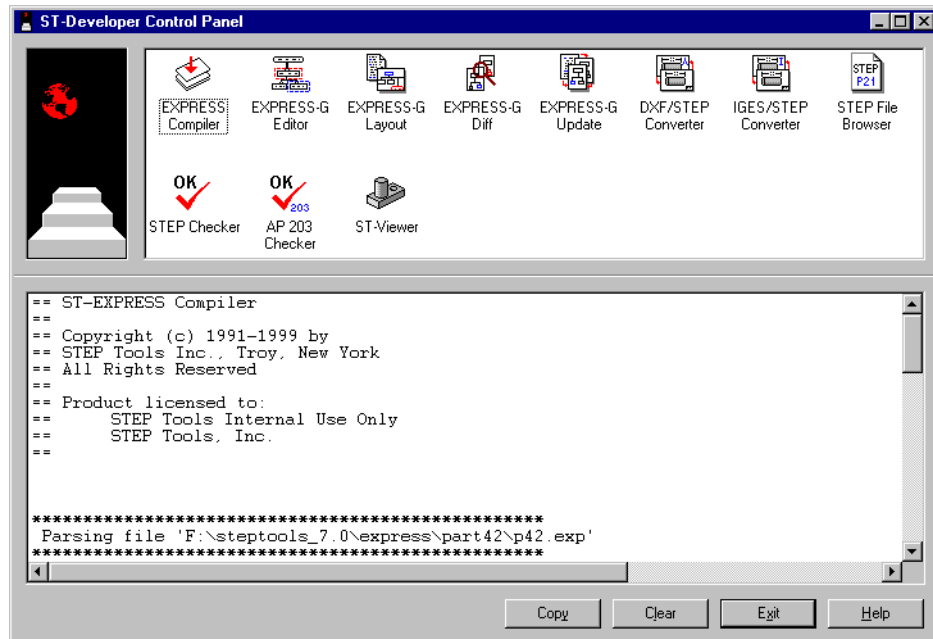 ST-Developer Control Panel
EXPRESS Compiler
EXPRESS-G Editor
EXPRESS-G Layout
EXPRESS-G Diff
EXPRESS-G Update
DXF/STEP Converter
IGES/STEP Converter
STEP P21
STEP File Browser
OK
STEP Checker
OK 203
AP 203 Checker
ST-Viewer
== ST-EXPRESS Compiler
==
== Copyright (c) 1991-1999 by
== STEP Tools Inc., Troy, New York
== All Rights Reserved
==
== Product licensed to:
== STEP Tools Internal Use Only
== STEP Tools, Inc.
==
**************************************************
Parsing file 'F:\steptools_7.0\express\part42\p42.exp'
**************************************************
Copy
Clear
Exit
Help